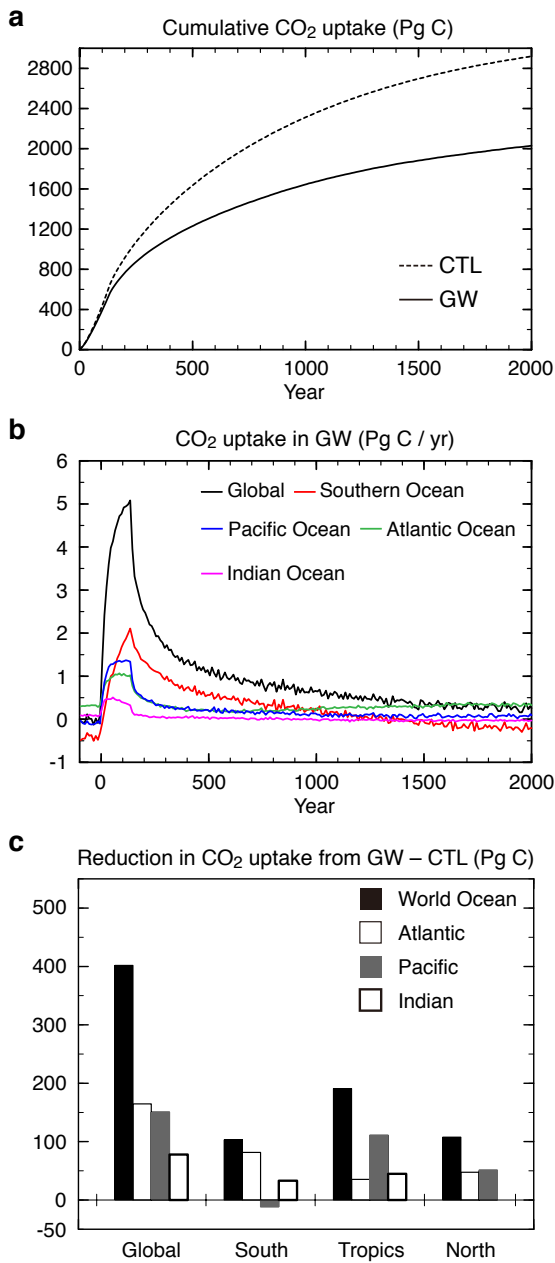 a
Cumulative CO2 uptake (Pg C)
2800
2400
2000
1600
1200
800
400
0
CTL
GW
0 500 1000 1500 2000
Year
b
CO2 uptake in GW (Pg C / yr)
6
5
4
3
2
1
0
-1
Global Southern Ocean
Pacific Ocean Atlantic Ocean
Indian Ocean
0 500 1000 1500 2000
Year
c
Reduction in CO2 uptake from GW – CTL (Pg C)
500
400
300
200
100
0
-50
World Ocean
Atlantic
Pacific
Indian
Global South Tropics North